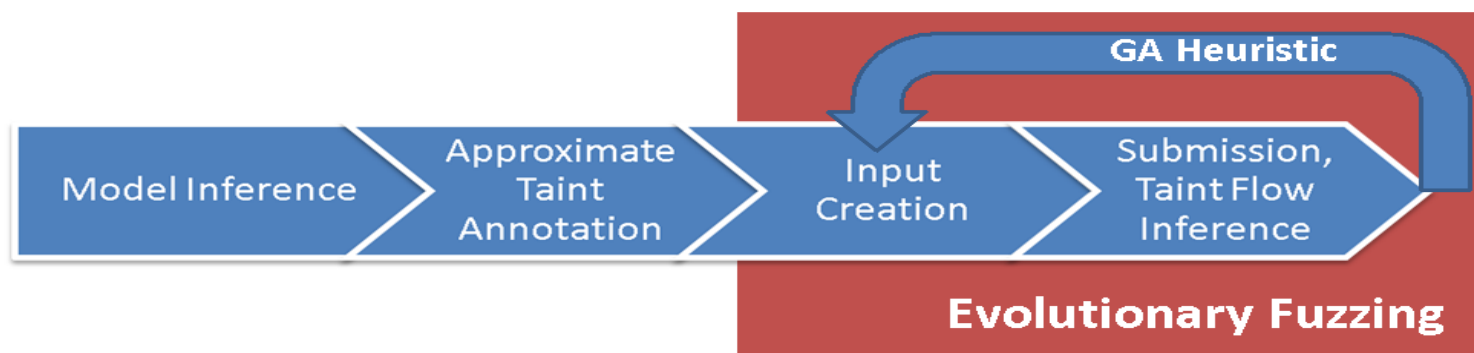 GA Heuristic
Model Inference
Approximate
Taint
Annotation
Input
Creation
Submission,
Taint Flow
Inference
Evolutionary Fuzzing